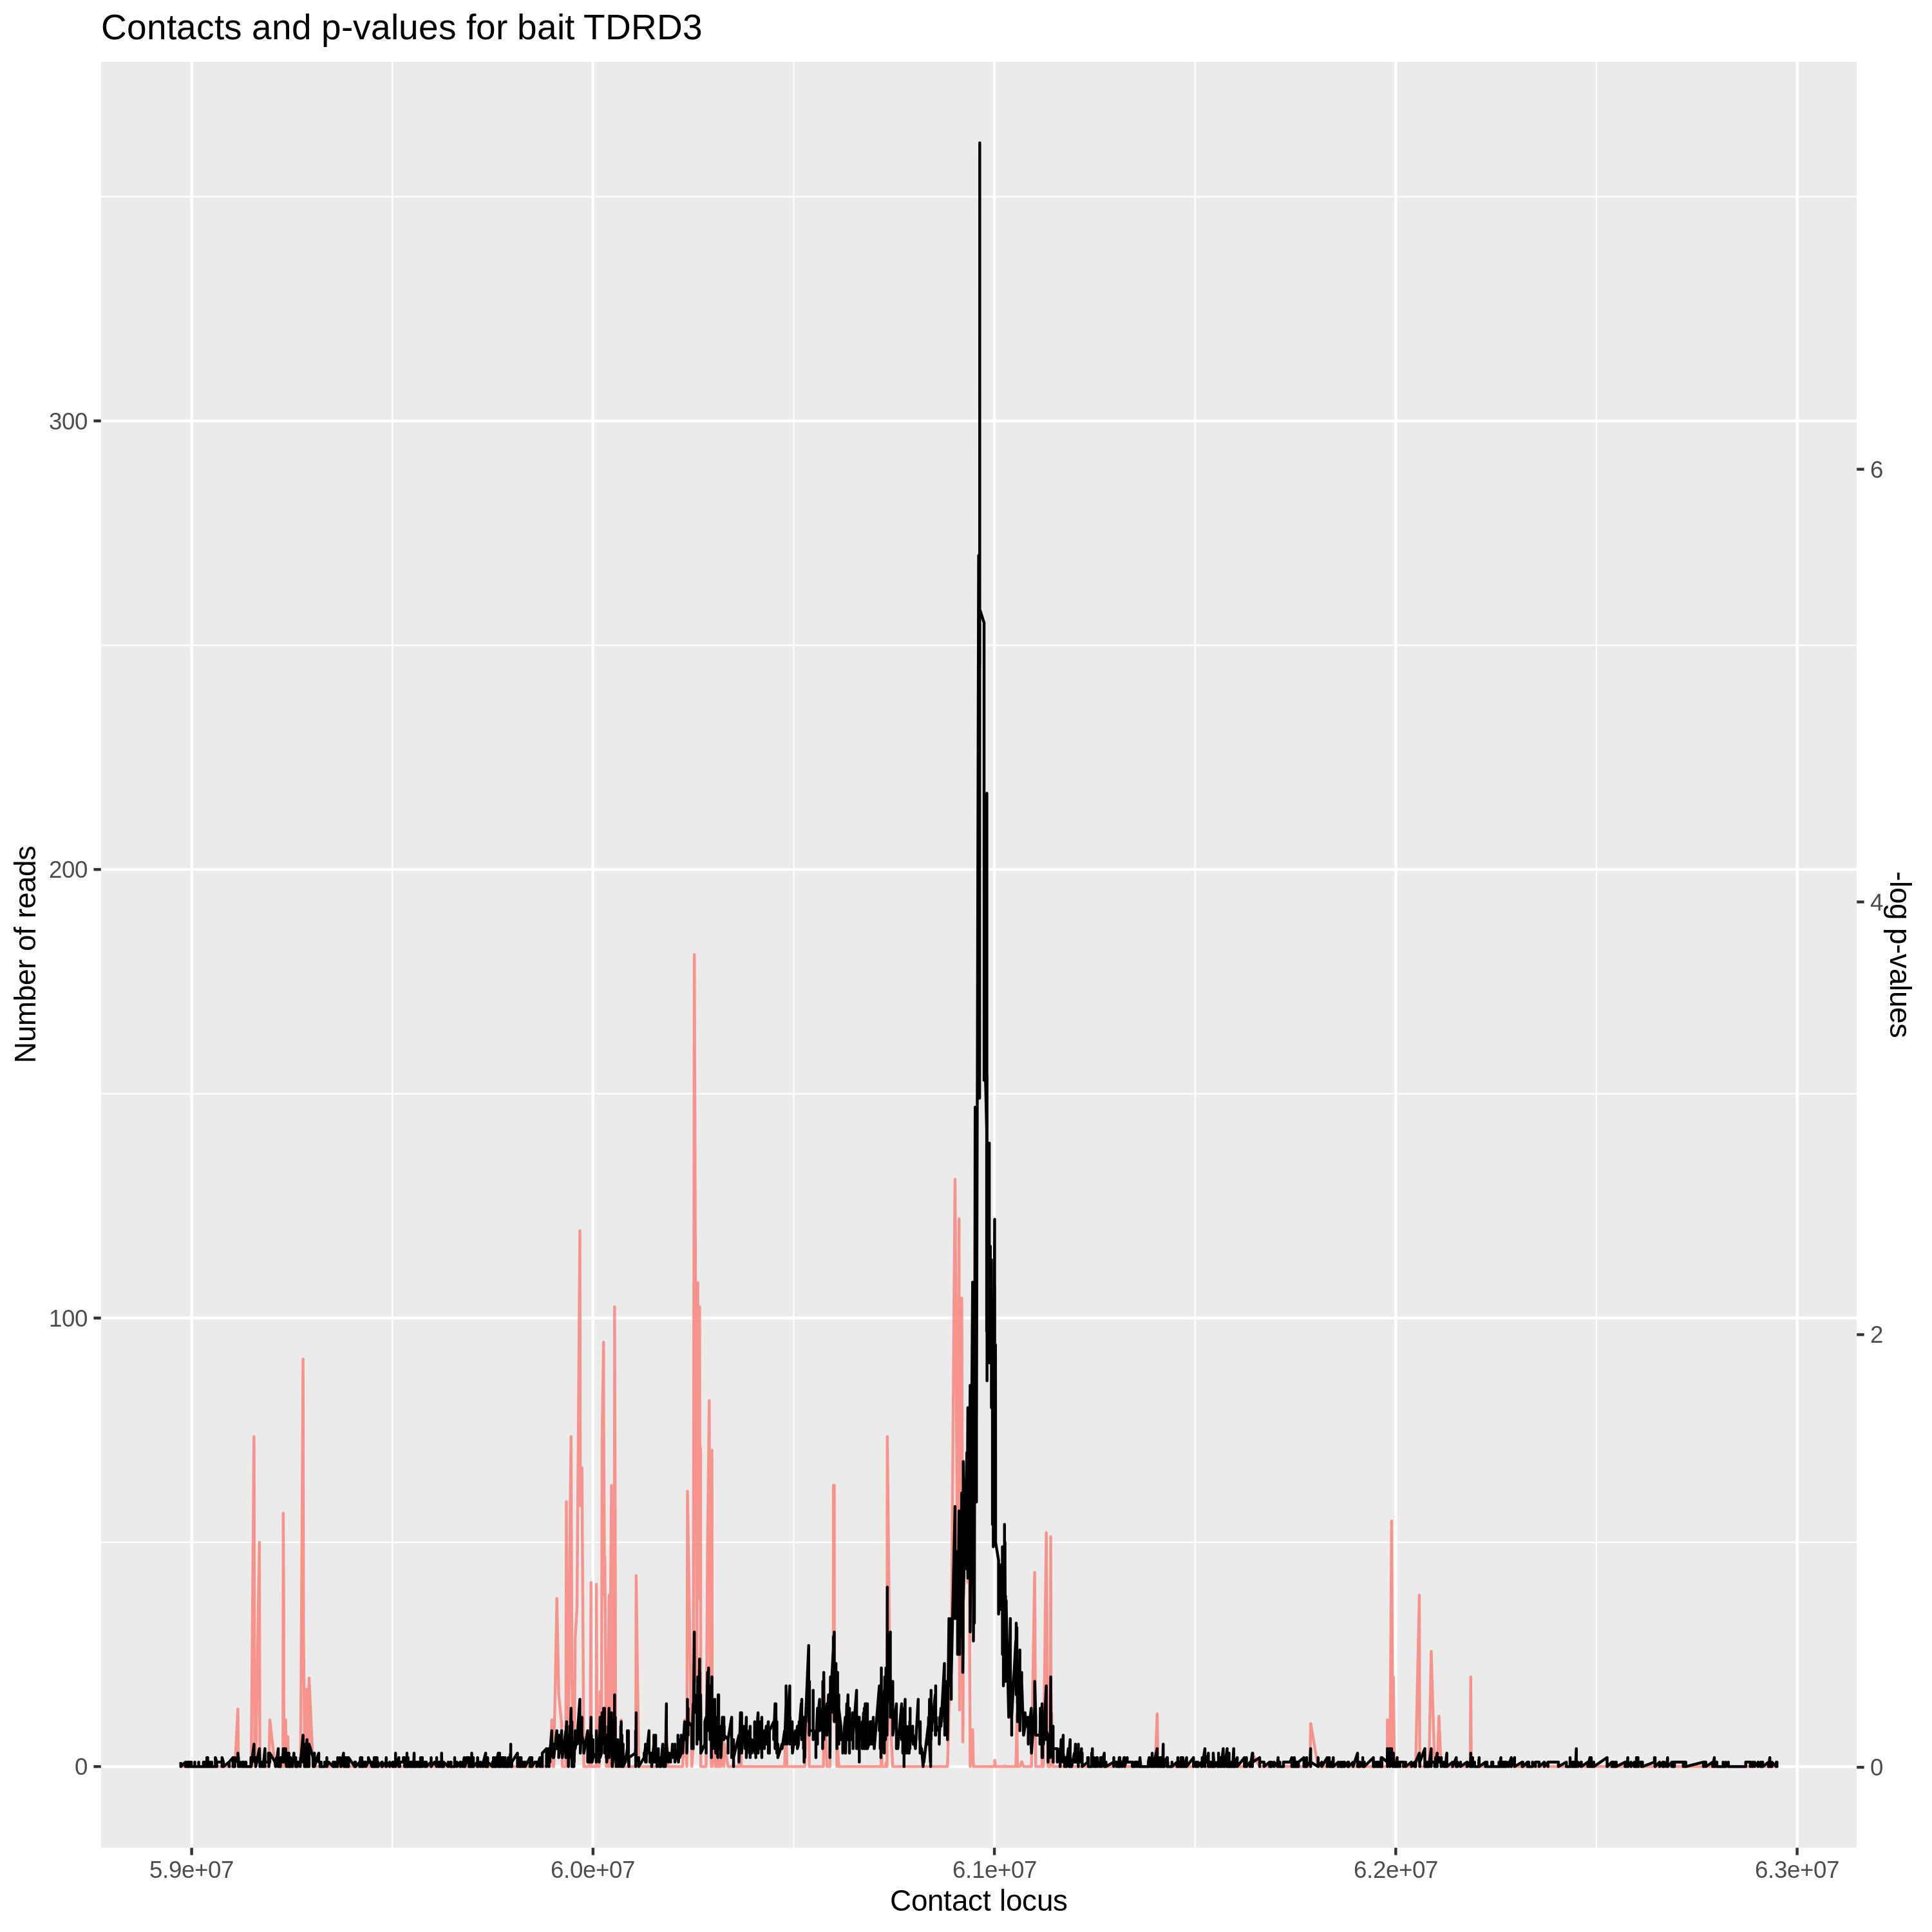 Contacts and p-values for bait TDRD3
Number of reads
300
200
100
0
6
4
2
0
-log p-values
5.9e+07 6.0e+07 6.1e+07 6.2e+07 6.3e+07
Contact locus